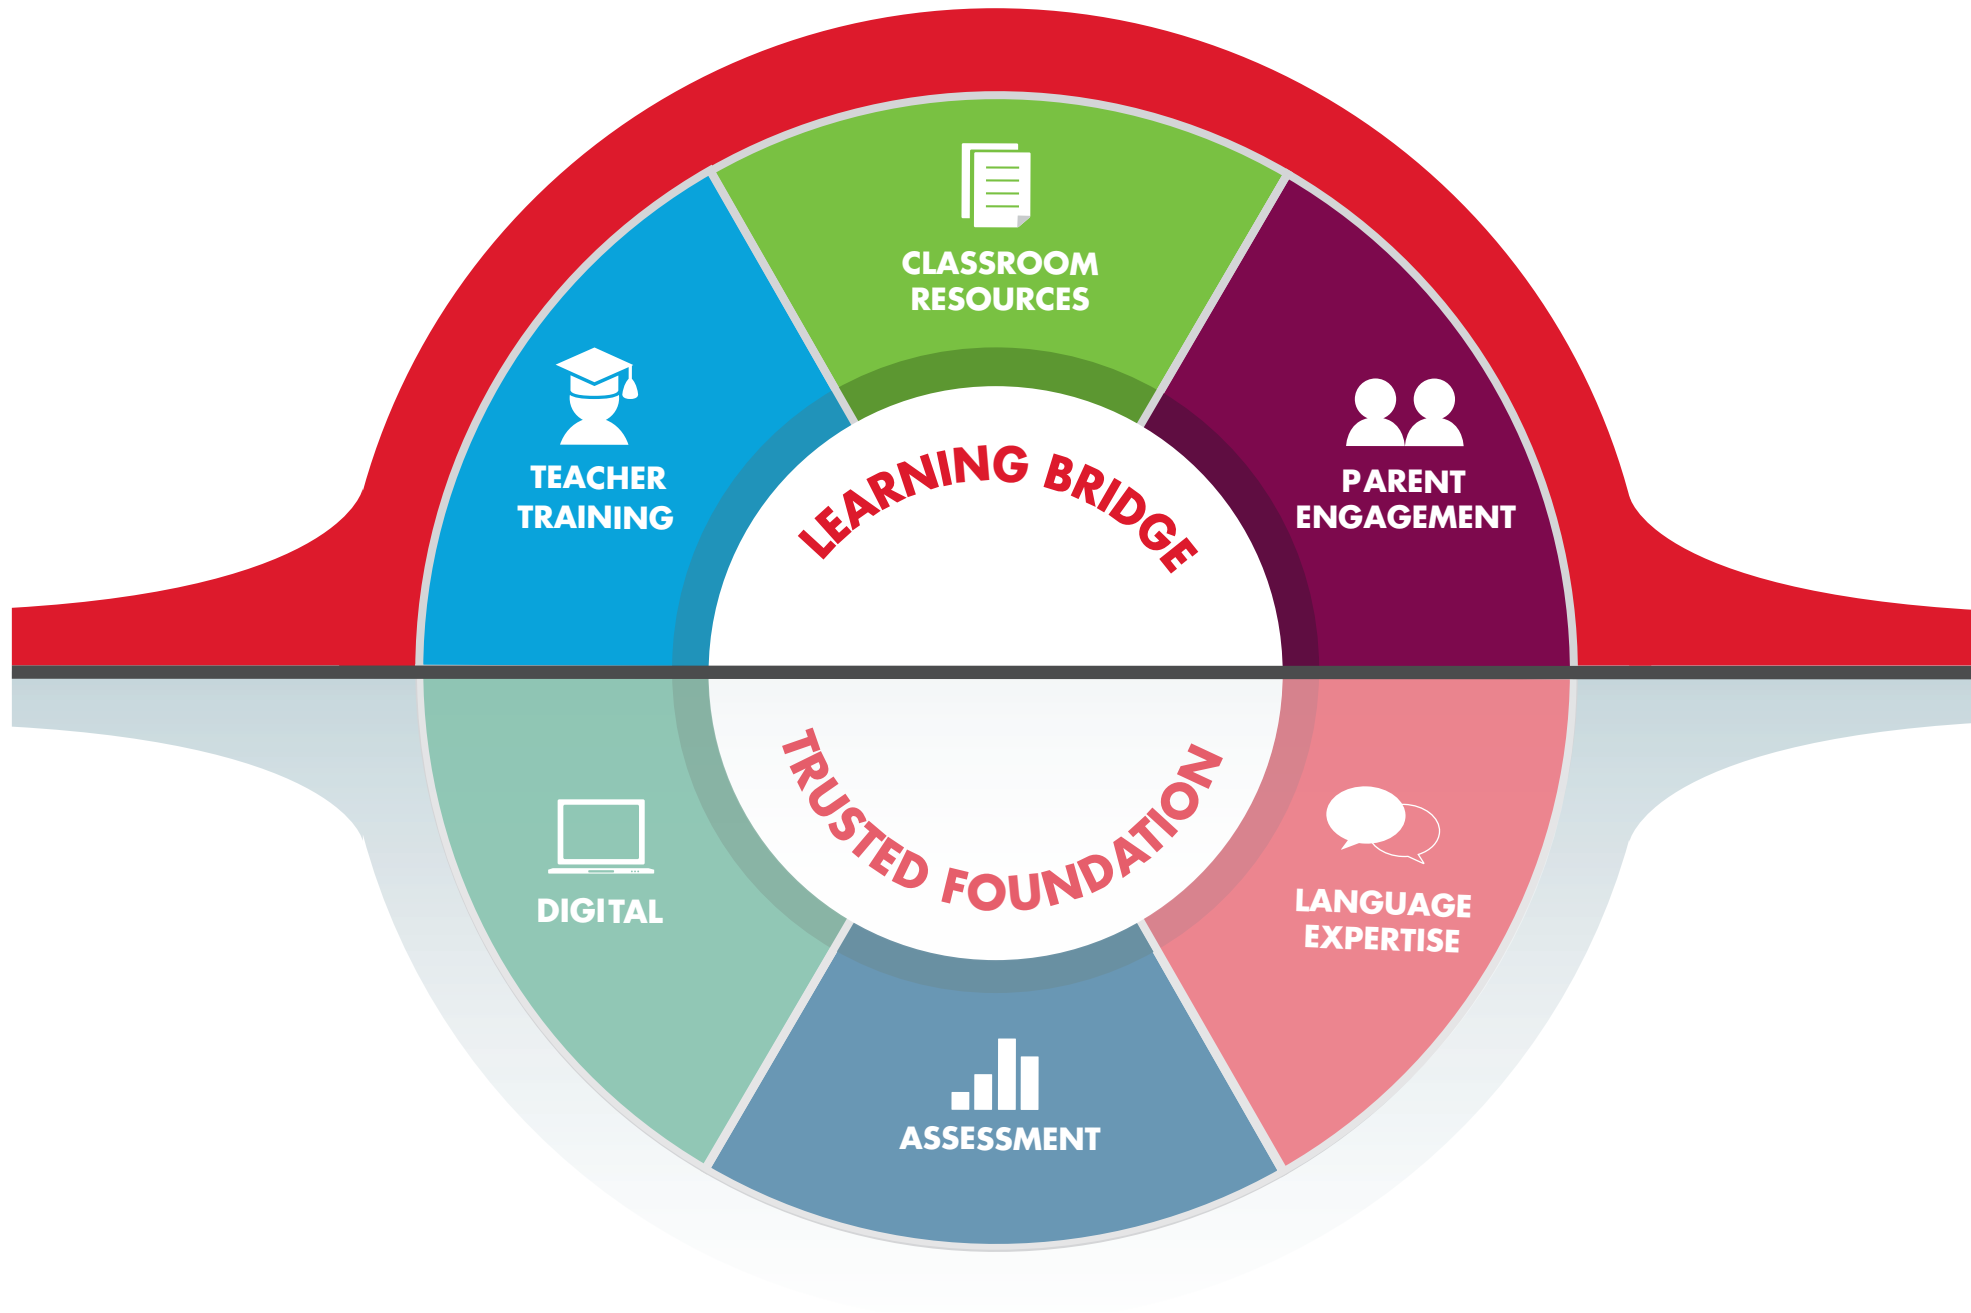 CLASSROOM
RESOURCES
TEACHER
TRAINING
PARENT
ENGAGEMENT
LEARNING BRIDGE
TRUSTED FOUNDATION
DIGITAL
LANGUAGE
EXPERTISE
ASSESSMENT